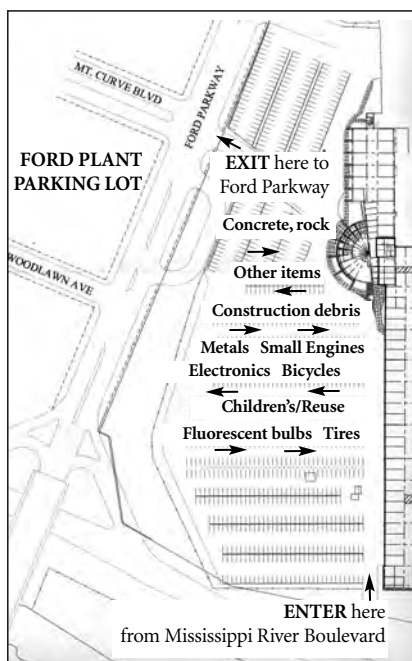 MT. CURVE BLVD
FORD PARKWAY
FORD PLANT
PARKING LOT
EXIT here to
Ford Parkway
WOODLAWN AVE
Concrete, rock
Other items
Construction debris
Metals Small Engines
Electronics Bicycles
Children's/Reuse
Fluorescent bulbs Tires
ENTER here
from Mississippi River Boulevard